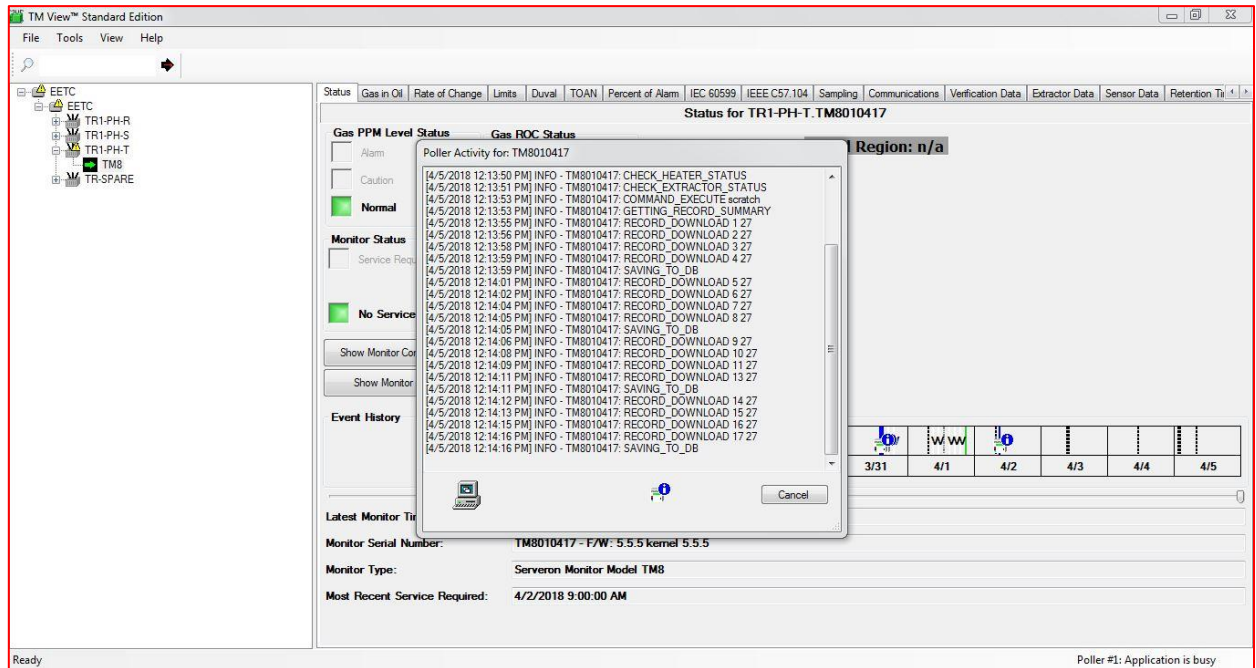 TM View™ Standard Edition
File Tools View Help
EETC
EETC
TR1-PH-R
TR1-PH-S
TR1-PH-T
TM8
TR-SPARE
Status Gas in Oil Rate of Change Limits Duval TOAN Percent of Alarm IEC 60599 IEEE C57.104 Sampling Communications Verification Data Extractor Data Sensor Data Retention
Status for TR1-PH-T.TM8010417
Gas PPM Level Status Gas ROC Status
Alarm
Caution
Normal
Region: n/a
Monitor Status
Service
No Service
Show Monitor
Show Monitor
Event History
Poller Activity for: TM8010417
[4/5/2018 12:13:50 PM] INFO - TM8010417: CHECK_HEATER_STATUS
[4/5/2018 12:13:51 PM] INFO - TM8010417: CHECK_EXTRACTOR_STATUS
[4/5/2018 12:13:53 PM] INFO - TM8010417: COMMAND_EXECUTE scratch
[4/5/2018 12:13:53 PM] INFO - TM8010417: GETTING_RECORD_SUMMARY
[4/5/2018 12:13:55 PM] INFO - TM8010417: RECORD_DOWNLOAD 1 27
[4/5/2018 12:13:56 PM] INFO - TM8010417: RECORD_DOWNLOAD 2 27
[4/5/2018 12:13:58 PM] INFO - TM8010417: RECORD_DOWNLOAD 3 27
[4/5/2018 12:13:59 PM] INFO - TM8010417: RECORD_DOWNLOAD 4 27
[4/5/2018 12:13:59 PM] INFO - TM8010417: SAVING_TO_DB
[4/5/2018 12:14:01 PM] INFO - TM8010417: RECORD_DOWNLOAD 5 27
[4/5/2018 12:14:02 PM] INFO - TM8010417: RECORD_DOWNLOAD 6 27
[4/5/2018 12:14:04 PM] INFO - TM8010417: RECORD_DOWNLOAD 7 27
[4/5/2018 12:14:05 PM] INFO - TM8010417: RECORD_DOWNLOAD 8 27
[4/5/2018 12:14:05 PM] INFO - TM8010417: SAVING_TO_DB
[4/5/2018 12:14:06 PM] INFO - TM8010417: RECORD_DOWNLOAD 9 27
[4/5/2018 12:14:08 PM] INFO - TM8010417: RECORD_DOWNLOAD 10 27
[4/5/2018 12:14:09 PM] INFO - TM8010417: RECORD_DOWNLOAD 11 27
[4/5/2018 12:14:11 PM] INFO - TM8010417: RECORD_DOWNLOAD 13 27
[4/5/2018 12:14:11 PM] INFO - TM8010417: SAVING_TO_DB
[4/5/2018 12:14:12 PM] INFO - TM8010417: RECORD_DOWNLOAD 14 27
[4/5/2018 12:14:13 PM] INFO - TM8010417: RECORD_DOWNLOAD 15 27
[4/5/2018 12:14:15 PM] INFO - TM8010417: RECORD_DOWNLOAD 16 27
[4/5/2018 12:14:16 PM] INFO - TM8010417: RECORD_DOWNLOAD 17 27
[4/5/2018 12:14:16 PM] INFO - TM8010417: SAVING_TO_DB
Cancel
W W W
3/31 4/1 4/2 4/3 4/4 4/5
Latest Monitor
Monitor Serial Number: TM8010417 - F/W: 5.5.5 kernel 5.5.5
Monitor Type: Serveron Monitor Model TM8
Most Recent Service Required: 4/2/2018 9:00:00 AM
Ready Poller #1: Application is busy